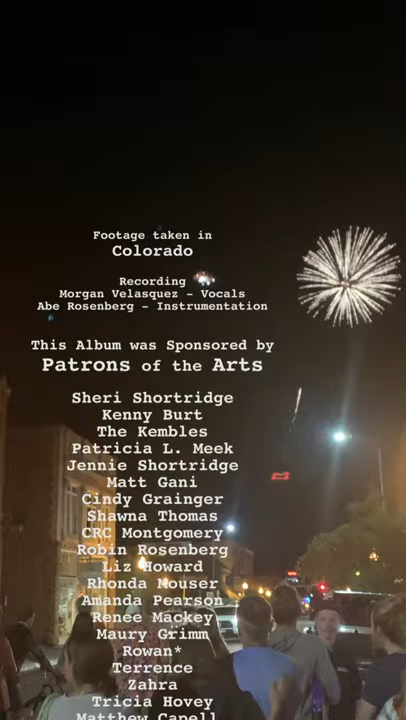 Footage taken in
Colorado
Recording
Morgan Velasquez - Vocals
Abe Rosenberg - Instrumentation
This Album was Sponsored by
Patrons of the Arts
Sheri Shortridge
Kenny Burt
The Kembles
Patricia L. Meek
Jennie Shortridge
Matt Gani
Cindy Grainger
Shawna Thomas
CRC Montgomery
Robin Rosenberg
Liz Howard
Rhonda Mouser
Amanda Pearson
Renee Mackey
Maury Grimm
Rowan*
Terrence
Zahra
Tricia Hovey
Matthew Capell